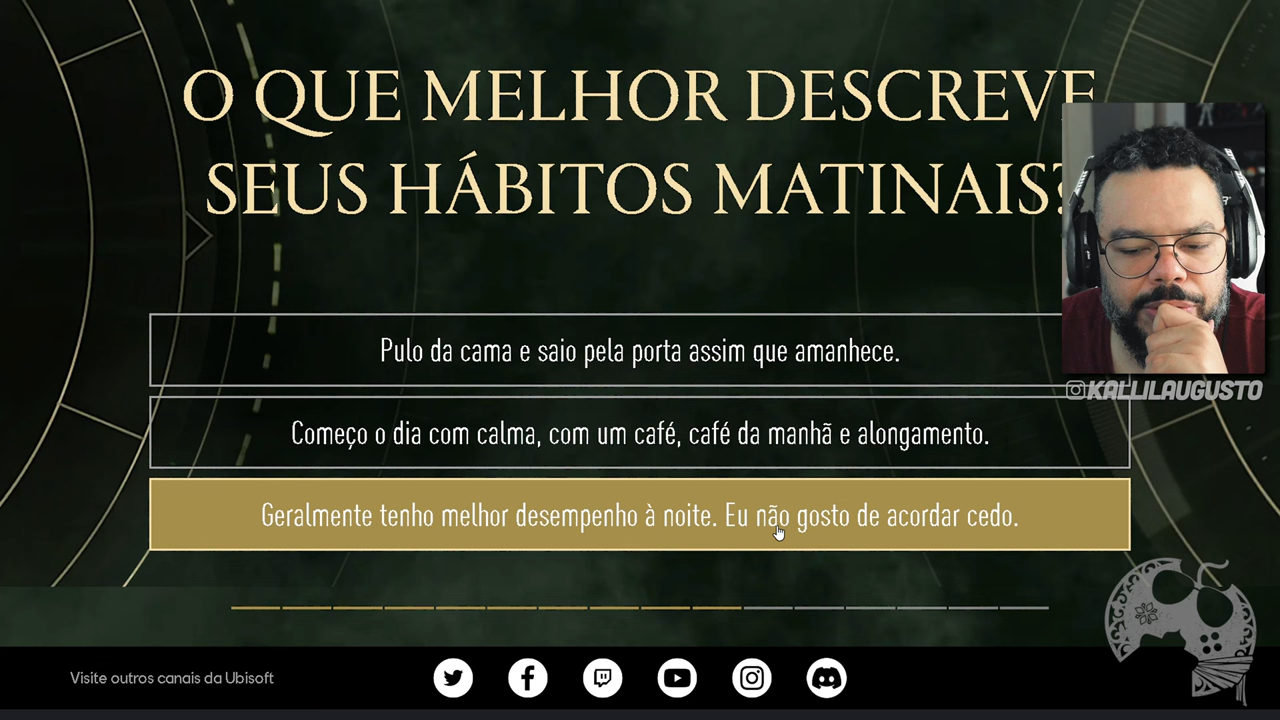 O QUE MELHOR DESCREVE
SEUS HÁBITOS MATINAIS?
Pulo da cama e saio pela porta assim que amanhece.
Começo o dia com calma, com um café, café da manhã e alongamento.
Geralmente tenho melhor desempenho à noite. Eu não gosto de acordar cedo.
KALLILAUGUSTO
Visite outros canais da Ubisoft